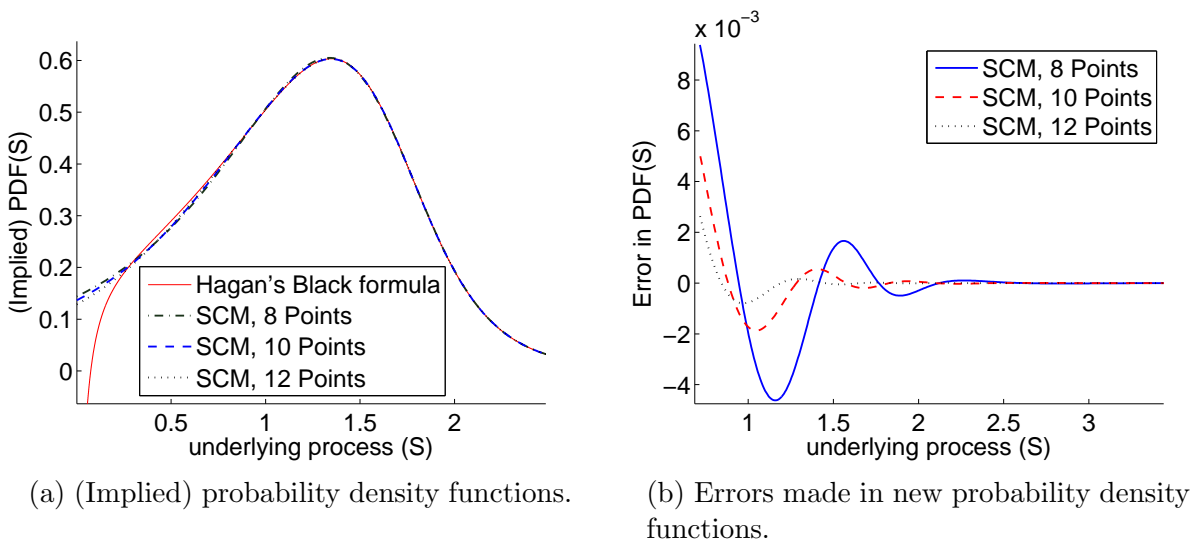 0.6
0.5
0.4
0.3
0.2
0.1
0
(Implied) PDF(S)
Hagan's Black formula
SCM, 8 Points
SCM, 10 Points
SCM, 12 Points
0.5 1 1.5 2
underlying process (S)
(a) (Implied) probability density functions.
x 10⁻³
8
6
4
2
0
−2
−4
Error in PDF(S)
SCM, 8 Points
SCM, 10 Points
SCM, 12 Points
1 1.5 2 2.5 3
underlying process (S)
(b) Errors made in new probability density
functions.